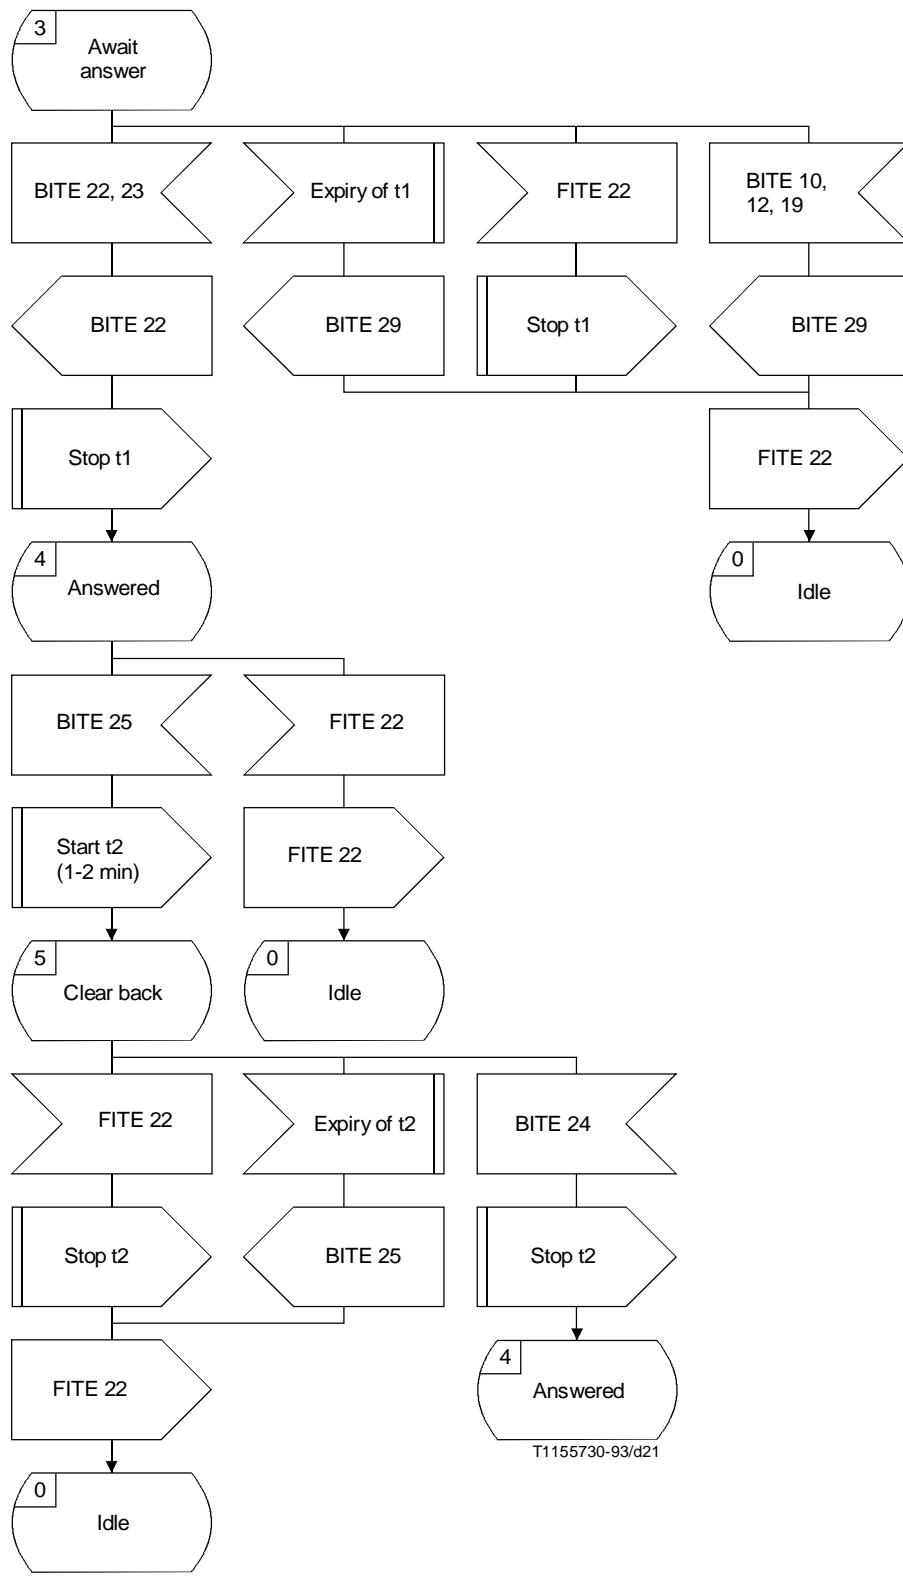 3
Await
answer
BITE 22, 23
Expiry of t1
FITE 22
BITE 10,
12, 19
BITE 22
BITE 29
Stop t1
BITE 29
Stop t1
FITE 22
4
Answered
0
Idle
BITE 25
FITE 22
Start t2
(1-2 min)
FITE 22
5
Clear back
0
Idle
FITE 22
Expiry of t2
BITE 24
Stop t2
BITE 25
Stop t2
FITE 22
4
Answered
T1155730-93/d21
0
Idle